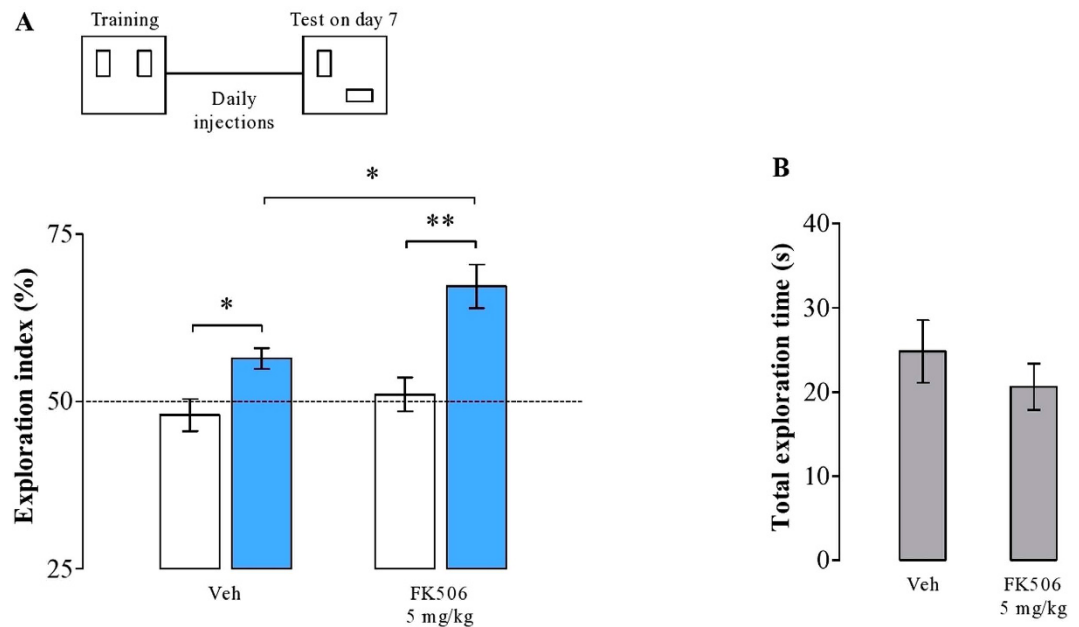 A
Training
Test on day 7
Daily
injections
*
**
*
75
50
25
Exploration index (%)
Veh
FK506
5 mg/kg
B
40
30
20
10
0
Total exploration time (s)
Veh
FK506
5 mg/kg